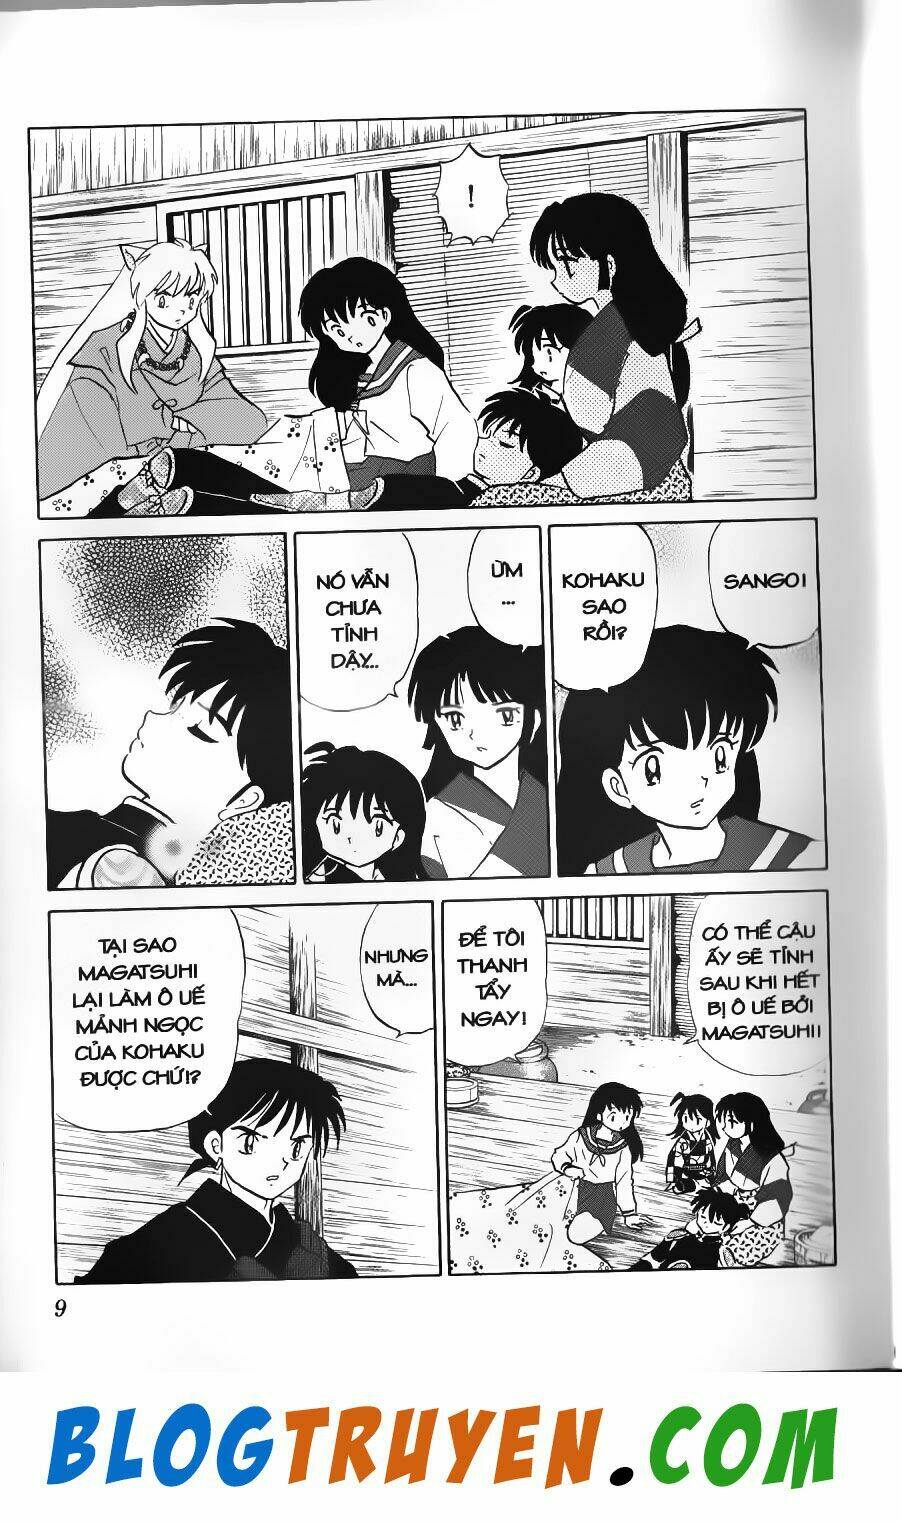 !
SANGO!
KOHAKU
SAO
RỒI?
ỪM
...
NÓ VẪN
CHƯA
TỈNH
DẬY...
CÓ THỂ CẬU
ẤY SẼ TỈNH
SAU KHI HẾT
BỊ Ô UẾ BỞI
MAGATSUHI!
ĐỂ TÔI
THANH
TẨY
NGAY!
NHƯNG
MÀ...
TẠI SAO
MAGATSUHI
LẠI LÀM Ô UẾ
MẢNH NGỌC
CỦA KOHAKU
ĐƯỢC CHỨ!?
9
BLOGTRUYEN.COM